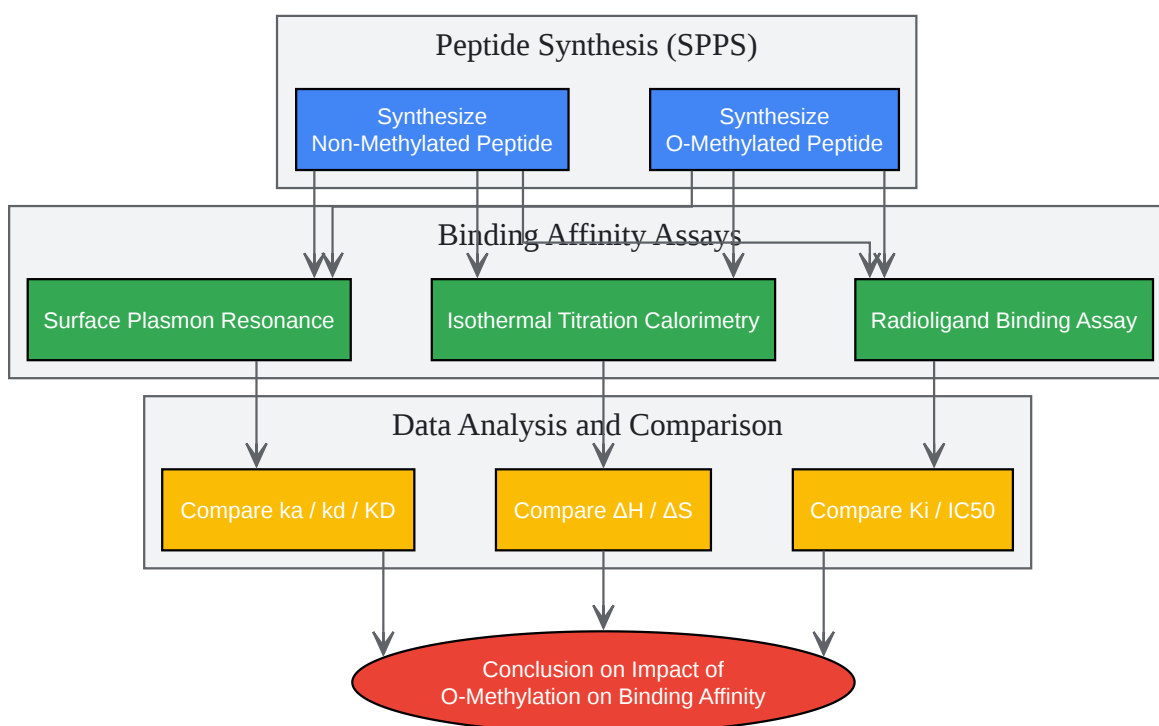 Peptide Synthesis (SPPS)
Synthesize
Non-Methylated Peptide
Synthesize
O-Methylated Peptide
Binding Affinity Assays
Surface Plasmon Resonance
Isothermal Titration Calorimetry
Radioligand Binding Assay
Data Analysis and Comparison
Compare ka / kd / KD
Compare ΔH / ΔS
Compare Ki / IC50
Conclusion on Impact of
O-Methylation on Binding Affinity